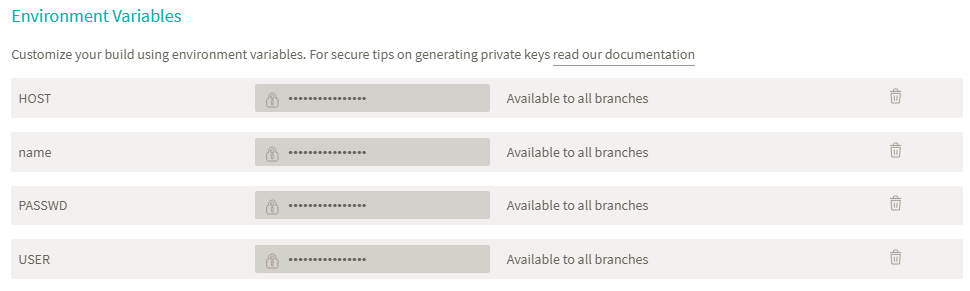 Environment Variables
Customize your build using environment variables. For secure tips on generating private keys read our documentation
HOST •••••••••••••••• Available to all branches
name •••••••••••••••• Available to all branches
PASSWD •••••••••••••••• Available to all branches
USER •••••••••••••••• Available to all branches